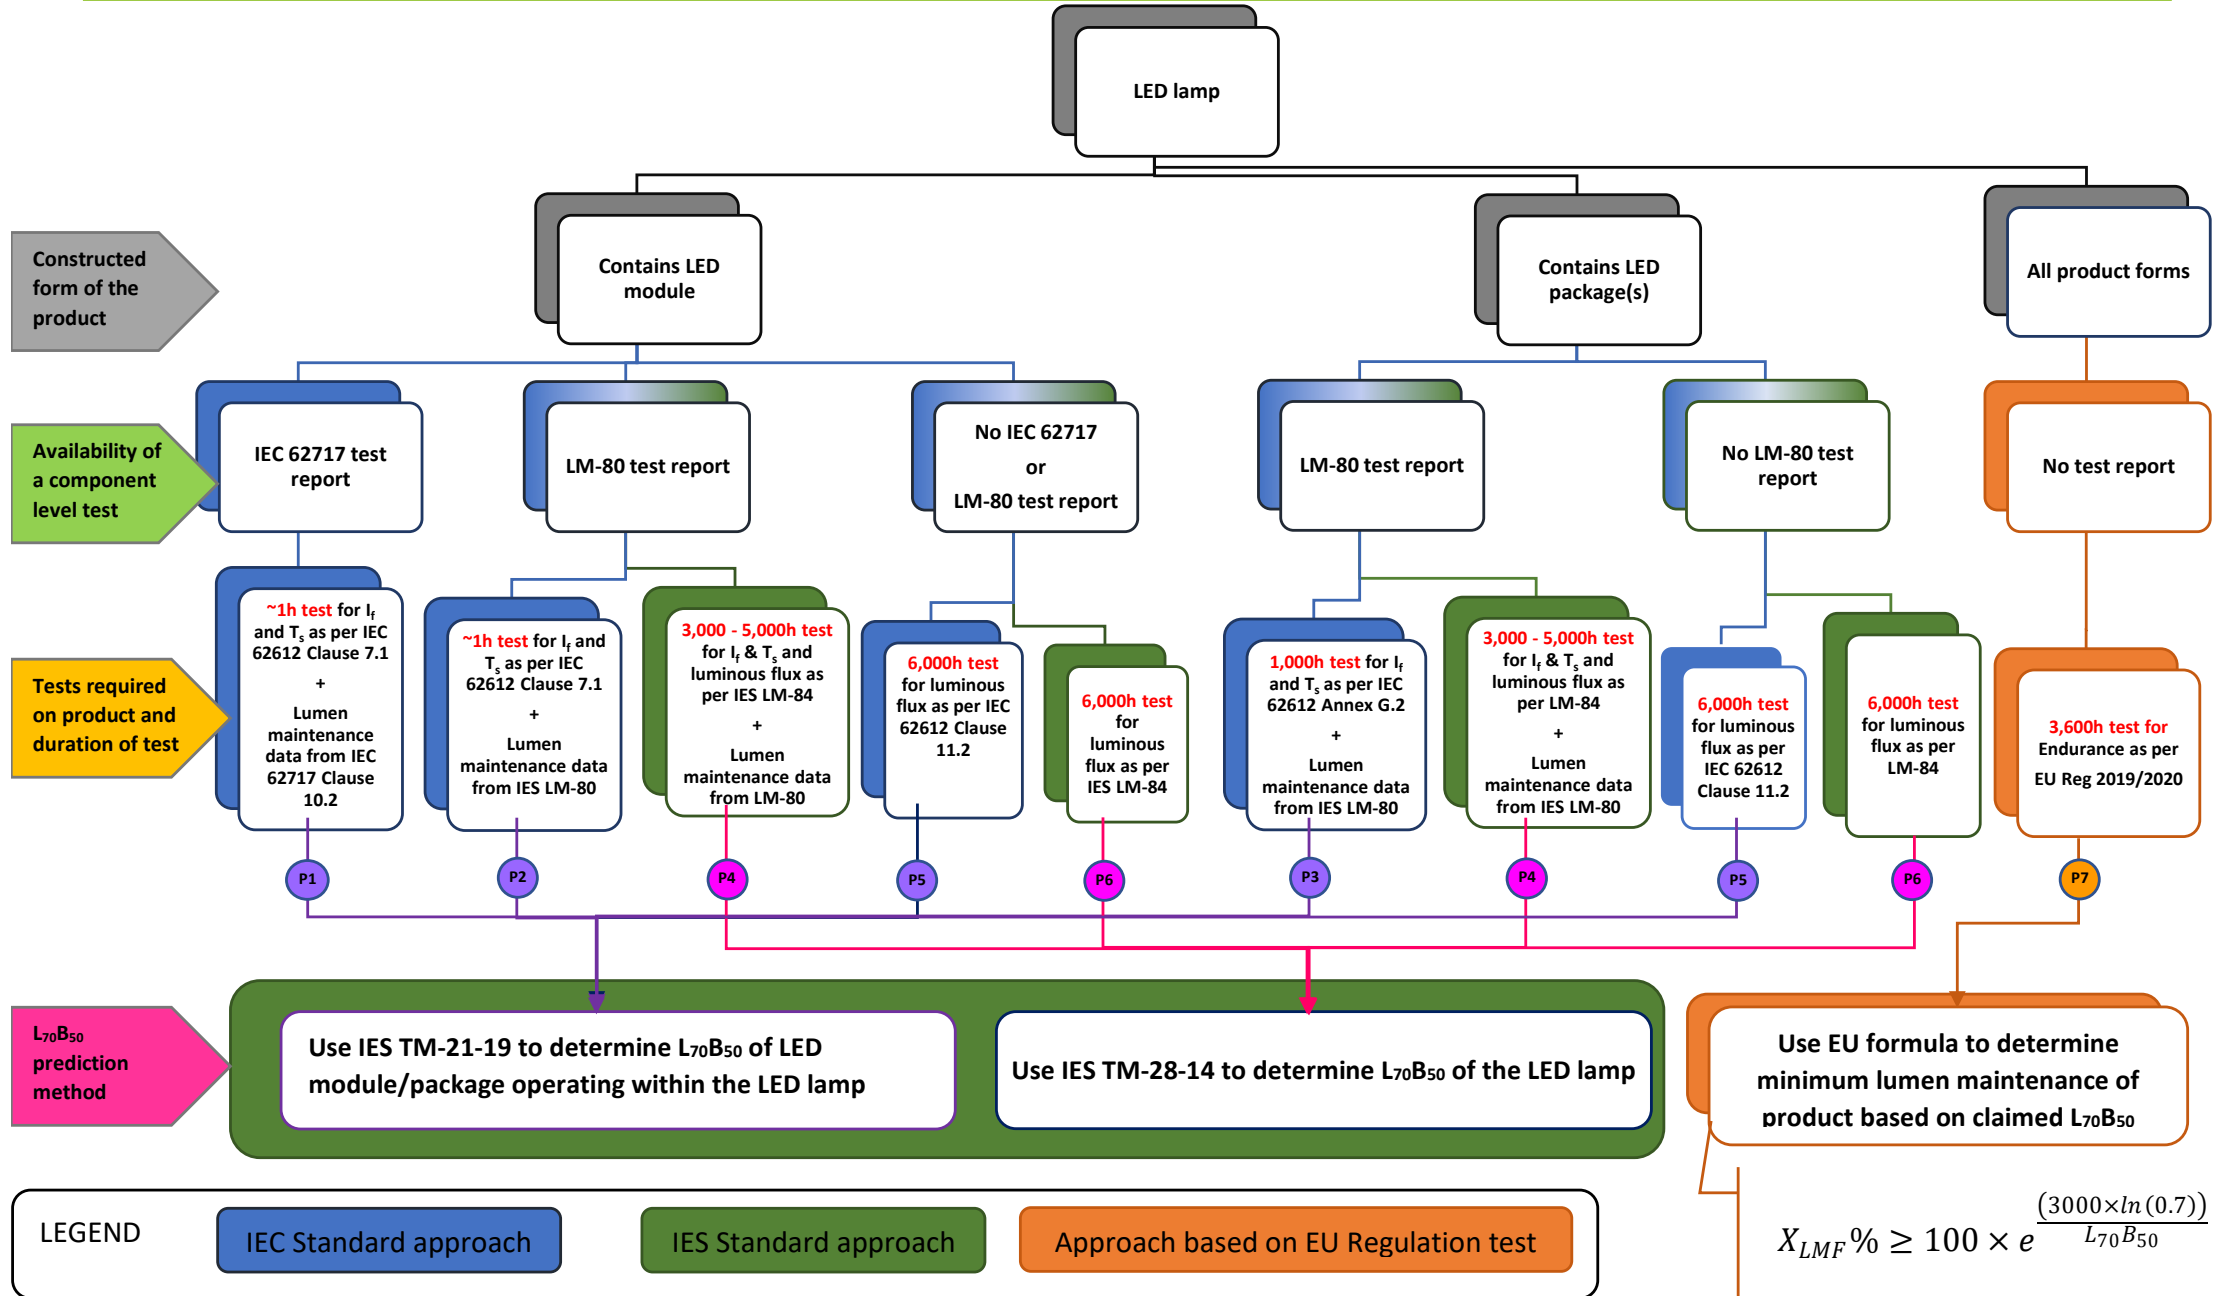 LED lamp
Constructed
form of the
product
Contains LED
module
Contains LED
package(s)
All product forms
Availability of
a component
level test
IEC 62717 test
report
LM-80 test report
No IEC 62717
or
LM-80 test report
LM-80 test report
No LM-80 test
report
No test report
Tests required
on product and
duration of test
~1h test for If
and Ts as per IEC
62612 Clause 7.1
+
Lumen
maintenance
data from IEC
62717 Clause
10.2
~1h test for If and
Ts as per IEC
62612 Clause 7.1
+
Lumen
maintenance data
from IES LM-80
3,000 - 5,000h test
for If & Ts and
luminous flux as
per IES LM-84
+
Lumen
maintenance data
from LM-80
6,000h test
for luminous
flux as per IEC
62612 Clause
11.2
6,000h test
for
luminous
flux as per
IES LM-84
1,000h test for If
and Ts as per IEC
62612 Annex G.2
+
Lumen
maintenance data
from IES LM-80
3,000 - 5,000h test
for If & Ts and
luminous flux as
per LM-84
+
Lumen
maintenance data
from IES LM-80
6,000h test
for luminous
flux as per
IEC 62612
Clause 11.2
6,000h test
for luminous
flux as per
LM-84
3,600h test for
Endurance as per
EU Reg 2019/2020
P1
P2
P4
P5
P6
P3
P4
P5
P6
P7
L70B50
prediction
method
Use IES TM-21-19 to determine L70B50 of LED
module/package operating within the LED lamp
Use IES TM-28-14 to determine L70B50 of the LED lamp
Use EU formula to determine
minimum lumen maintenance of
product based on claimed L70B50
LEGEND
IEC Standard approach
IES Standard approach
Approach based on EU Regulation test
X_LMF% ≥ 100 × e^((3000×ln(0.7))/L70B50)